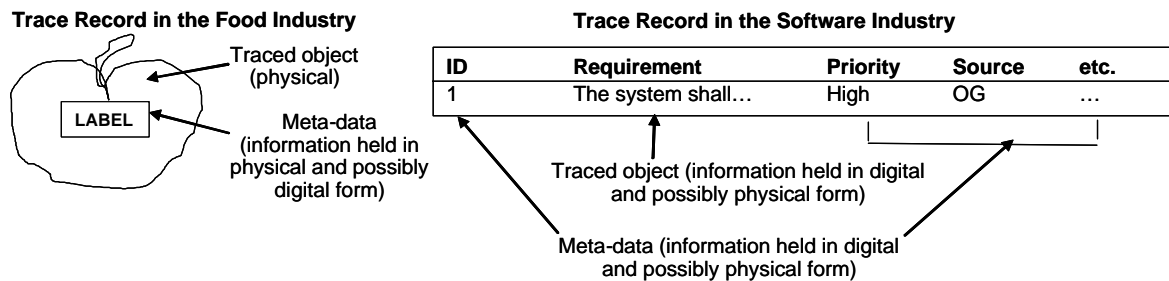 Trace Record in the Food Industry
Traced object
(physical)
LABEL
Meta-data
(information held in
physical and possibly
digital form)
Trace Record in the Software Industry
ID Requirement Priority Source etc.
1 The system shall… High OG …
Traced object (information held in digital
and possibly physical form)
Meta-data (information held in digital
and possibly physical form)